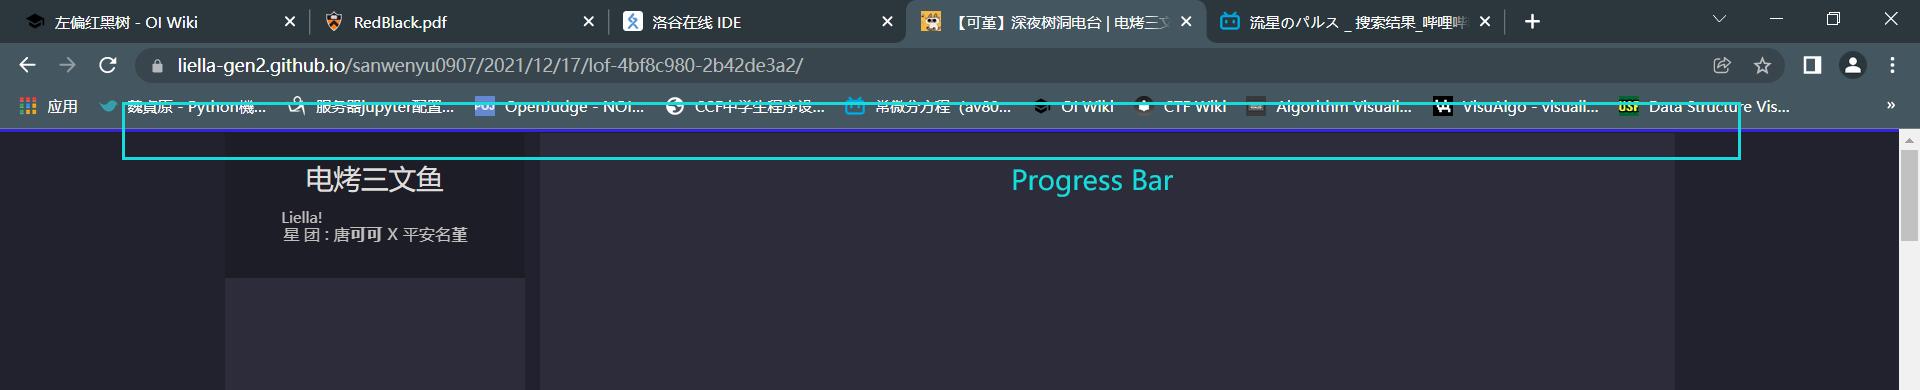 左偏红黑树 - OI Wiki
RedBlack.pdf
洛谷在线 IDE
【可堇】深夜树洞电台 | 电烤三文
流星のパルス _ 搜索结果_哔哩哔
liella-gen2.github.io/sanwenyu0907/2021/12/17/lof-4bf8c980-2b42de3a2/
应用
魏貞原 - Python機...
服务器jupyter配置...
POJ
OpenJudge - NOI...
CCF中学生程序设...
常微分方程（av80...
OI Wiki
CTF Wiki
Algorithm Visuali...
VisuAlgo - visuali...
USF
Data Structure Vis...
»
电烤三文鱼
Progress Bar
Liella!
星 团 : 唐可可 X 平安名堇